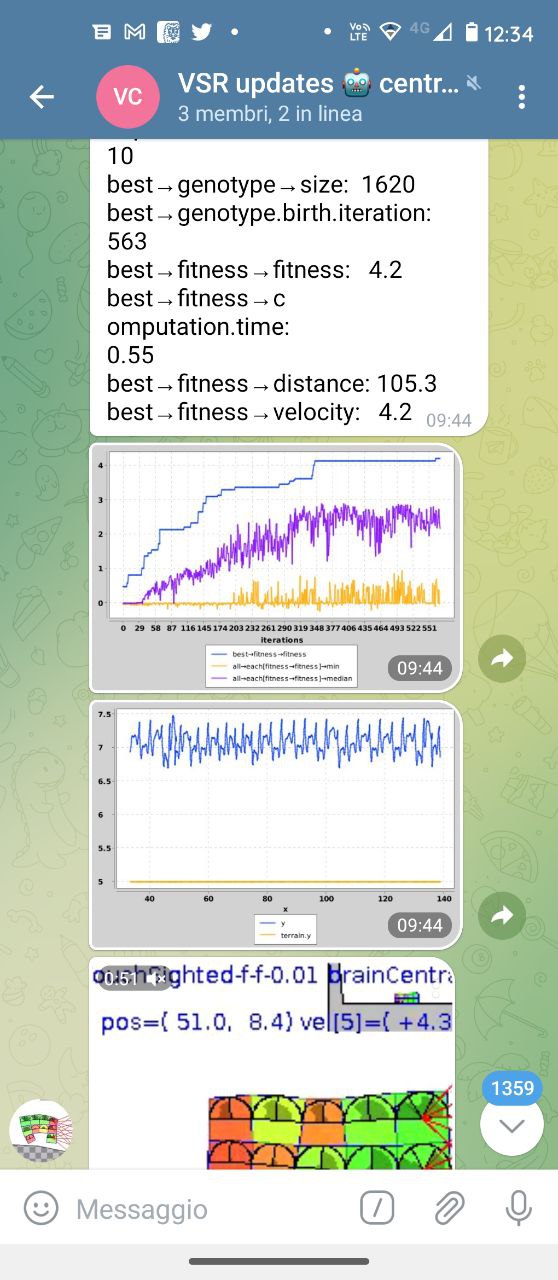 VoLTE 4G 12:34
VC
VSR updates 🤖 centr...
3 membri, 2 in linea
10
best→genotype→size: 1620
best→genotype.birth.iteration:
563
best→fitness→fitness: 4.2
best→fitness→c
omputation.time:
0.55
best→fitness→distance: 105.3
best→fitness→velocity: 4.2 09:44
4
3
2
1
0
0 29 58 87 116 145 174 203 232 261 290 319 348 377 406 435 464 493 522 551
iterations
best→fitness→fitness
all→each[fitness→fitness]→min
all→each[fitness→fitness]→median
09:44
7.5
7
6.5
6
5.5
5
40 60 80 100 120 140
x
y
terrain.y
09:44
0:51
ouchSighted-f-f-0.01 brainCentra
pos=( 51.0, 8.4) vel[5]=( +4.3
1359
Messaggio